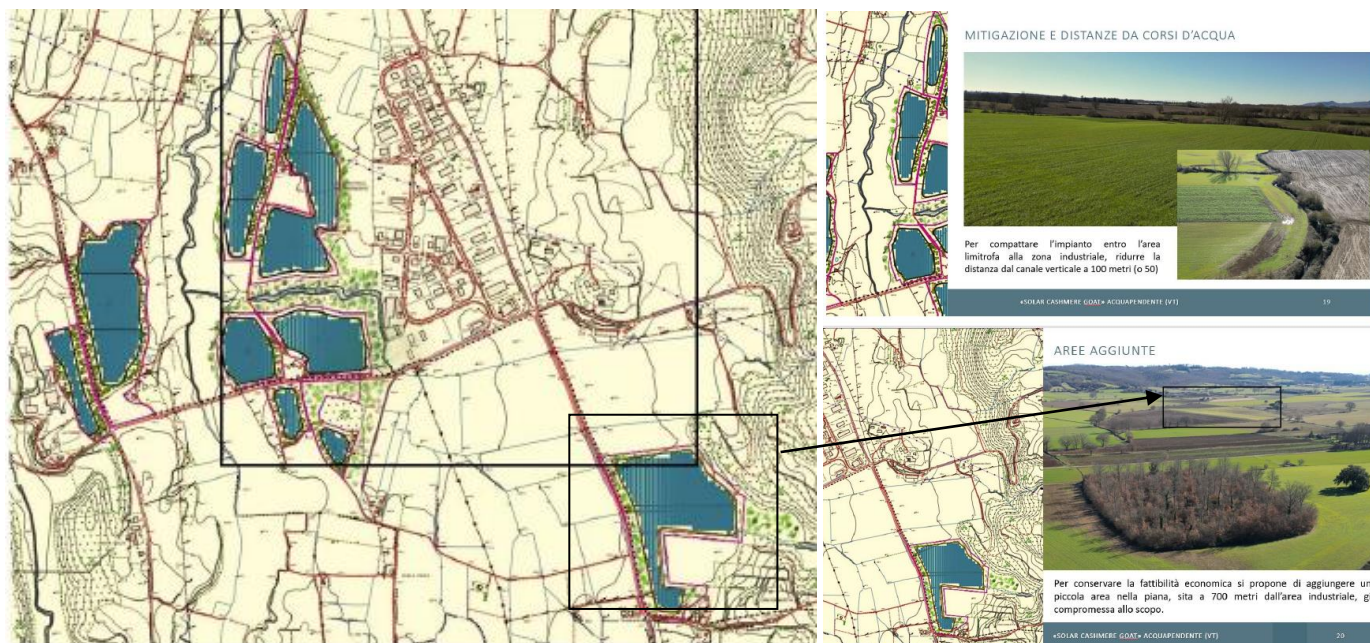 MITIGAZIONE E DISTANZE DA CORSI D'ACQUA
Per compattare l'impianto entro l'area
limitrofa alla zona industriale, ridurre la
distanza dal canale verticale a 100 metri (o 50)
«SOLAR CASHMERE GOAT» ACQUAPENDENTE (VT)
19
AREE AGGIUNTE
Per conservare la fattibilità economica si propone di aggiungere un
piccola area nella piana, sita a 700 metri dall'area industriale, gi
compromessa allo scopo.
«SOLAR CASHMERE GOAT» ACQUAPENDENTE (VT)
20